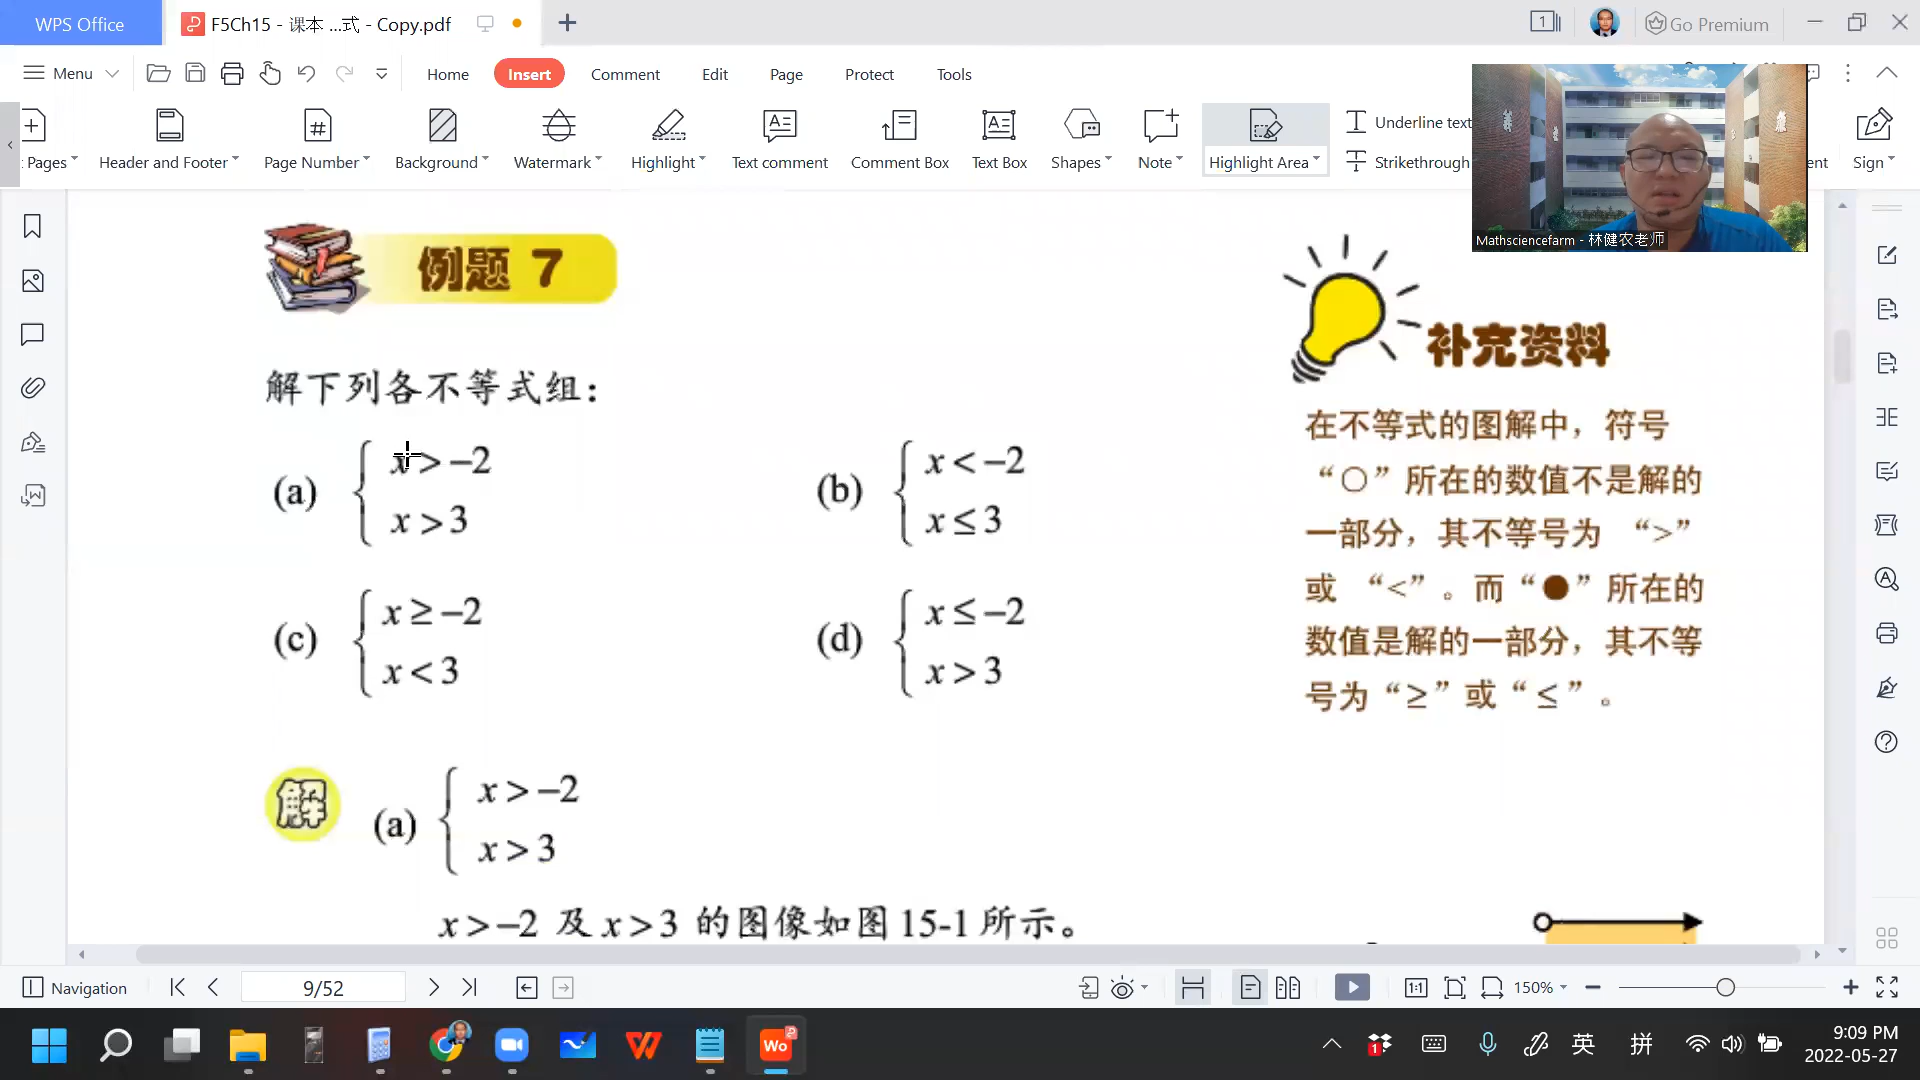 WPS Office
F5Ch15 - 课本 ...式 - Copy.pdf
1
Go Premium
Menu
Home
Insert
Comment
Edit
Page
Protect
Tools
Pages
Header and Footer
Page Number
Background
Watermark
Highlight
Text comment
Comment Box
Text Box
Shapes
Note
Highlight Area
Underline text
Strikethrough
Sign
Mathsciencefarm - 林健农老师
例题 7
解下列各不等式组：
(a) x > −2
x > 3
(b) x < −2
x ≤ 3
(c) x ≥ −2
x < 3
(d) x ≤ −2
x > 3
补充资料
在不等式的图解中，符号
“○”所在的数值不是解的
一部分，其不等号为 “>”
或 “<”。而“●”所在的
数值是解的一部分，其不等
号为“≥”或“≤”。
解 (a) x > −2
x > 3
x > −2 及 x > 3 的图像如图 15-1 所示。
Navigation
9/52
1:1
150%
Wo
1
英
拼
9:09 PM
2022-05-27